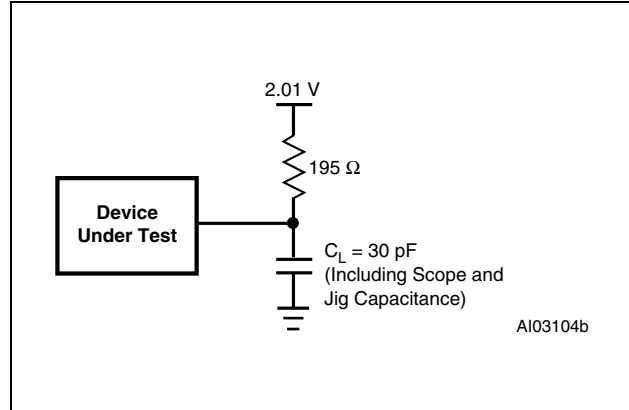 2.01 V
195 Ω
Device
Under Test
C_L = 30 pF
(Including Scope and
Jig Capacitance)
AI03104b